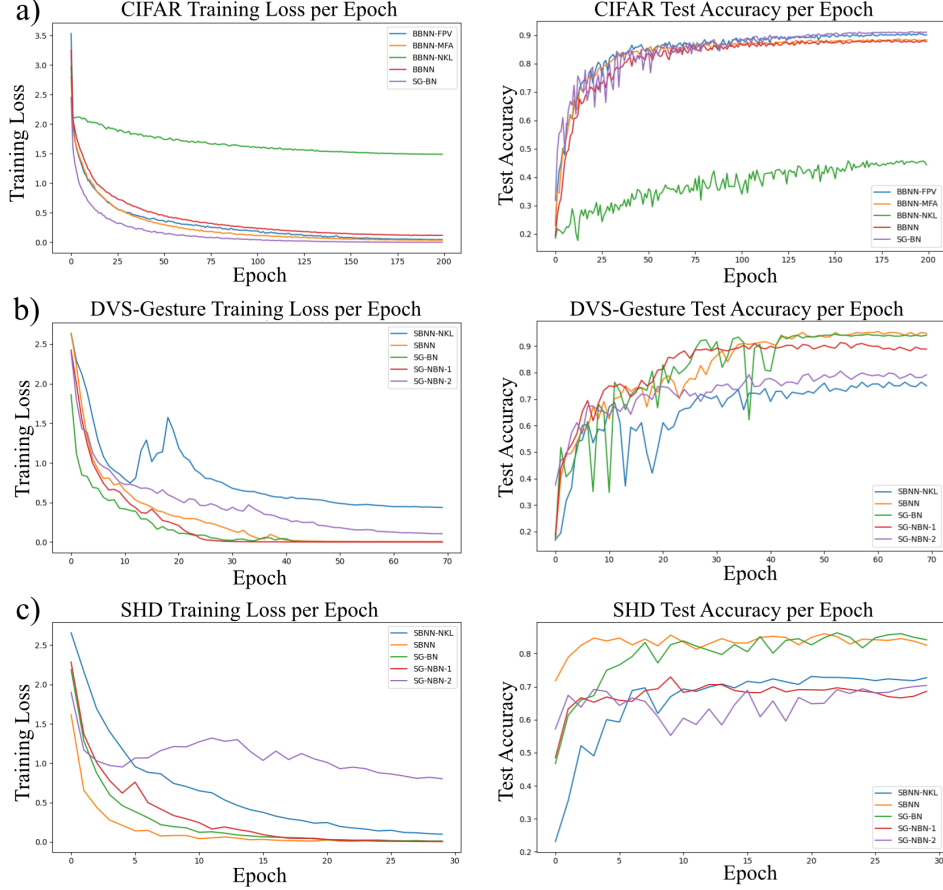 a)
CIFAR Training Loss per Epoch
Training Loss
3.5
3.0
2.5
2.0
1.5
1.0
0.5
0.0
BBNN-FPV
BBNN-MFA
BBNN-NKL
BBNN
SG-BN
0 25 50 75 100 125 150 175 200
Epoch
CIFAR Test Accuracy per Epoch
Test Accuracy
0.9
0.8
0.7
0.6
0.5
0.4
0.3
0.2
BBNN-FPV
BBNN-MFA
BBNN-NKL
BBNN
SG-BN
0 25 50 75 100 125 150 175 200
Epoch
b)
DVS-Gesture Training Loss per Epoch
Training Loss
2.5
2.0
1.5
1.0
0.5
0.0
SBNN-NKL
SBNN
SG-BN
SG-NBN-1
SG-NBN-2
0 10 20 30 40 50 60 70
Epoch
DVS-Gesture Test Accuracy per Epoch
Test Accuracy
0.9
0.8
0.7
0.6
0.5
0.4
0.3
0.2
SBNN-NKL
SBNN
SG-BN
SG-NBN-1
SG-NBN-2
0 10 20 30 40 50 60 70
Epoch
c)
SHD Training Loss per Epoch
Training Loss
2.5
2.0
1.5
1.0
0.5
0.0
SBNN-NKL
SBNN
SG-BN
SG-NBN-1
SG-NBN-2
0 5 10 15 20 25 30
Epoch
SHD Test Accuracy per Epoch
Test Accuracy
0.9
0.8
0.7
0.6
0.5
0.4
0.3
0.2
SBNN-NKL
SBNN
SG-BN
SG-NBN-1
SG-NBN-2
0 5 10 15 20 25 30
Epoch